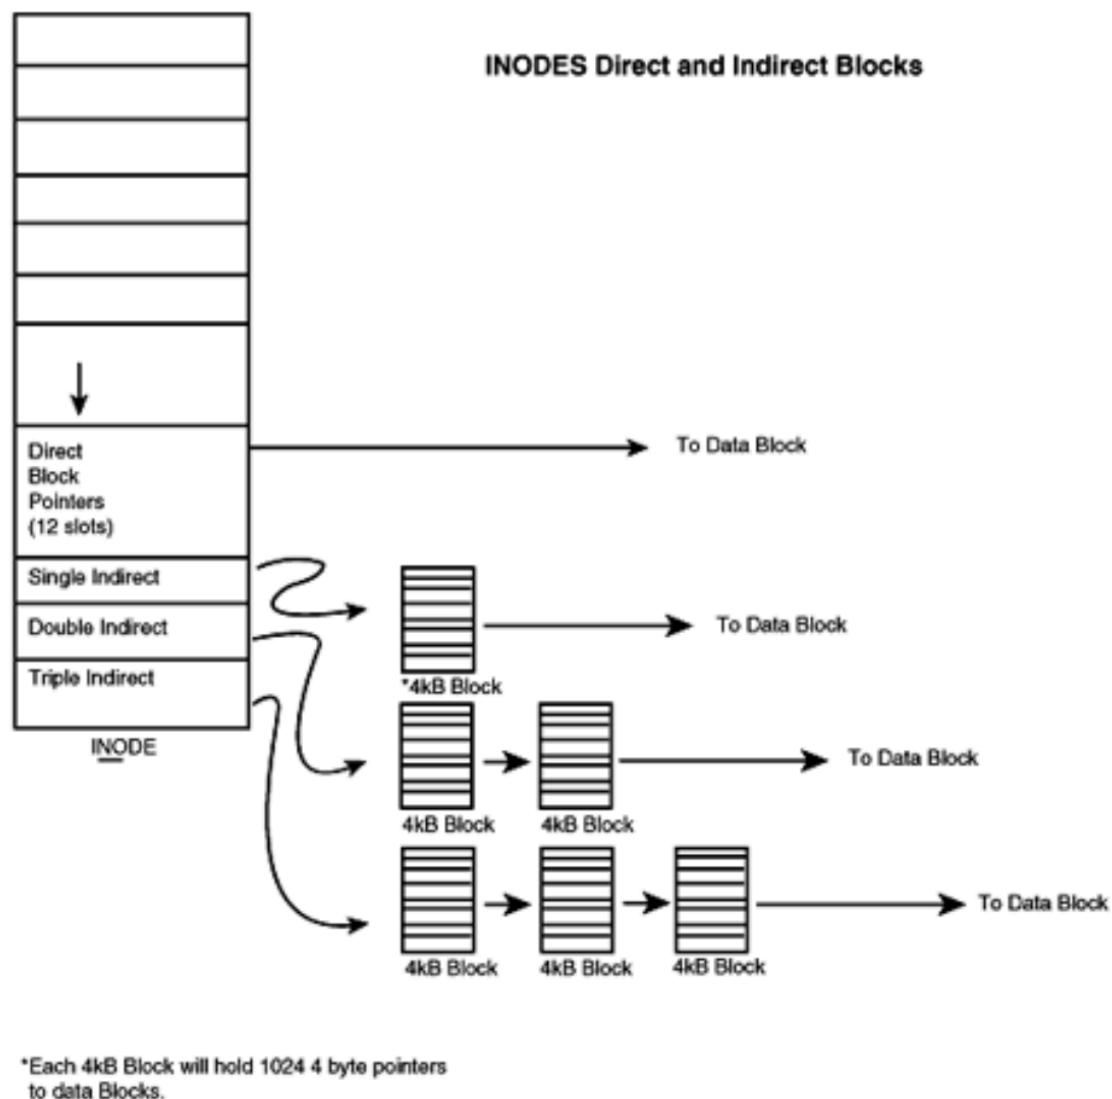 INODES Direct and Indirect Blocks
Direct
Block
Pointers
(12 slots)
To Data Block
Single Indirect
Double Indirect
Triple Indirect
INODE
To Data Block
*4kB Block
To Data Block
4kB Block
4kB Block
To Data Block
4kB Block
4kB Block
4kB Block
*Each 4kB Block will hold 1024 4 byte pointers
to data Blocks.